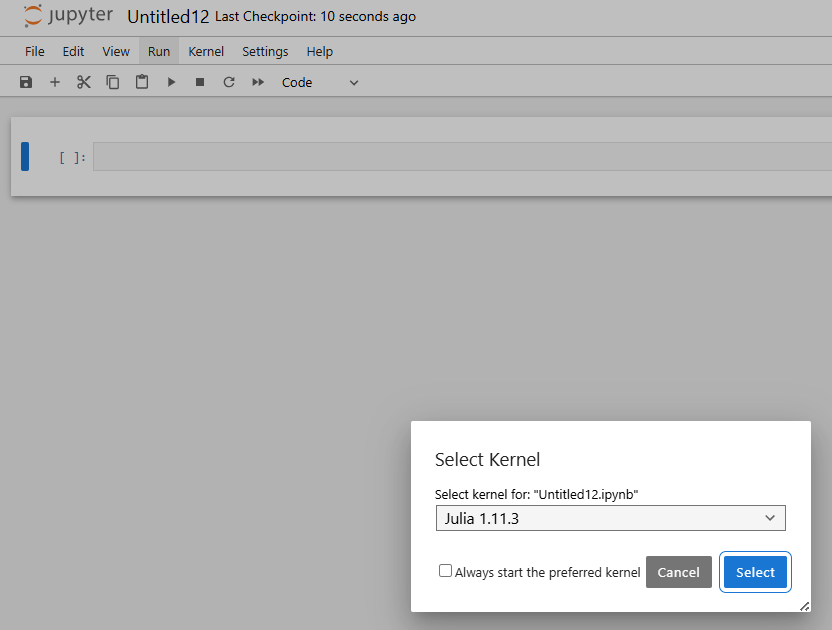 jupyter Untitled12 Last Checkpoint: 10 seconds ago
File Edit View Run Kernel Settings Help
Code
[ ]:
Select Kernel
Select kernel for: "Untitled12.ipynb"
Julia 1.11.3
Always start the preferred kernel Cancel Select